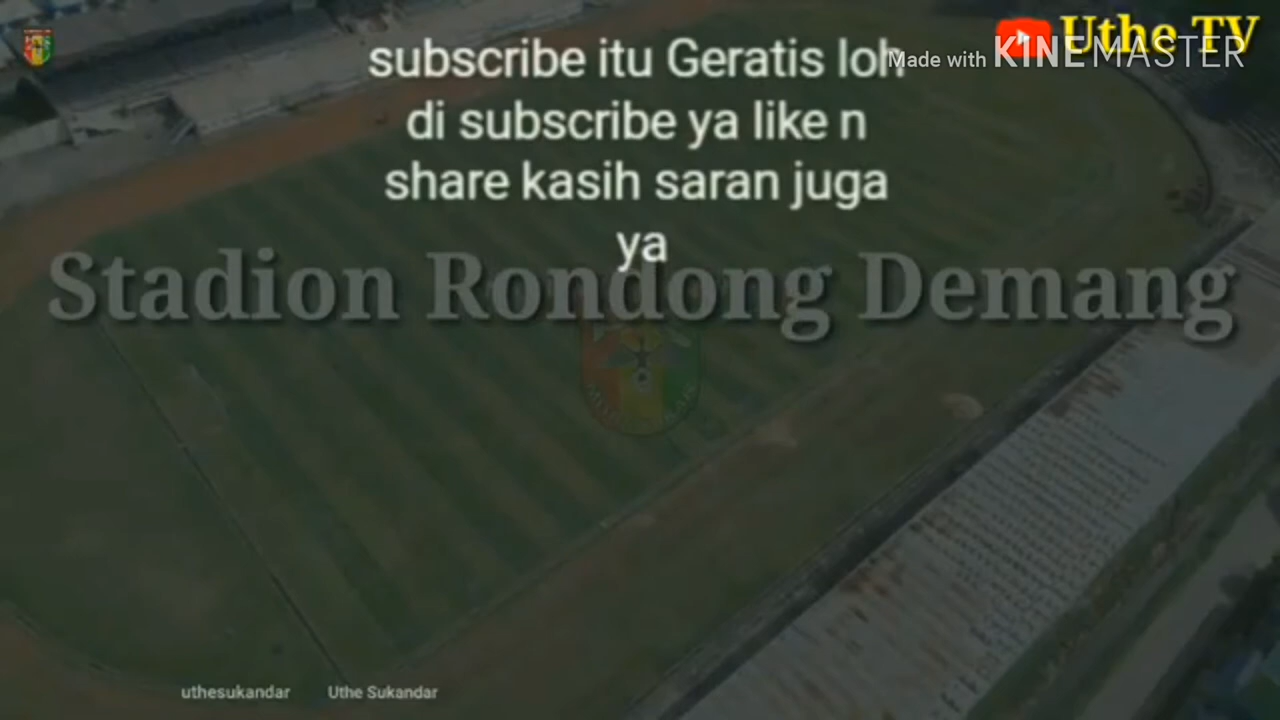 Uthe TV
Made with KINEMASTER
subscribe itu Geratis loh
di subscribe ya like n
share kasih saran juga
ya
Stadion Rondong Demang
uthesukandar Uthe Sukandar